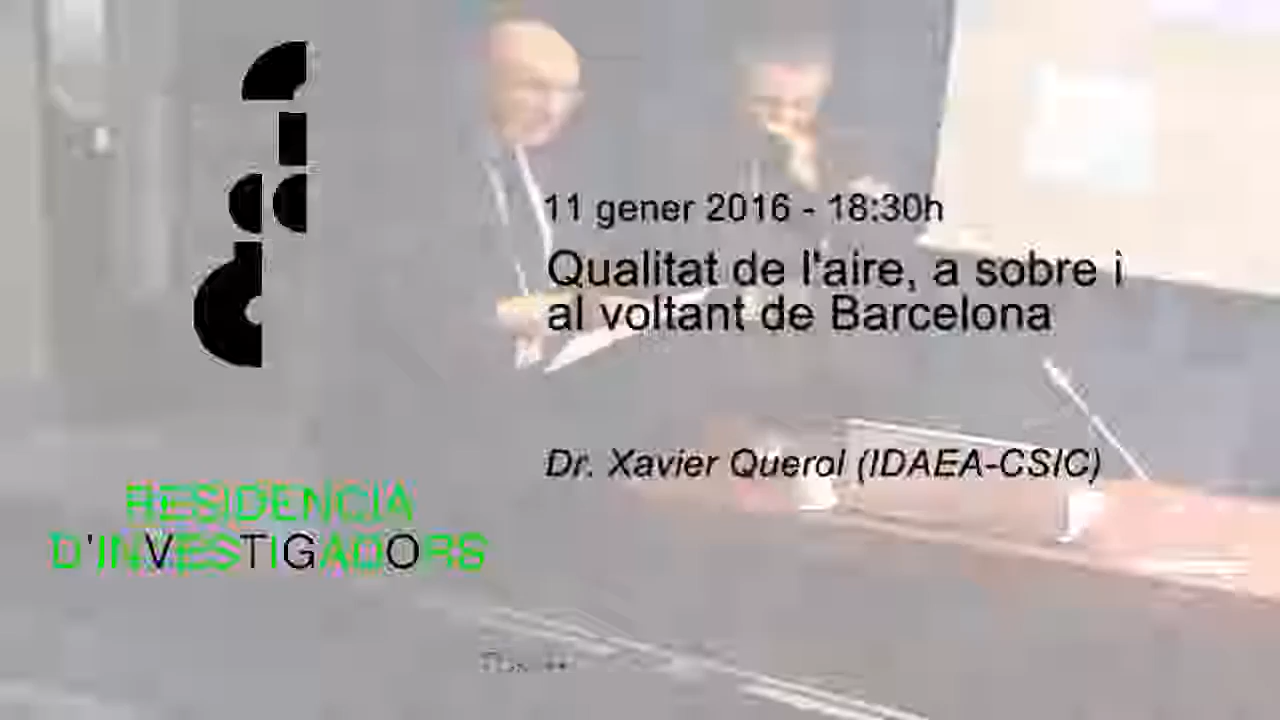 11 gener 2016 - 18:30h
Qualitat de l'aire, a sobre i
al voltant de Barcelona
Dr. Xavier Querol (IDAEA-CSIC)
RESIDENCIA
D'INVESTIGADORS